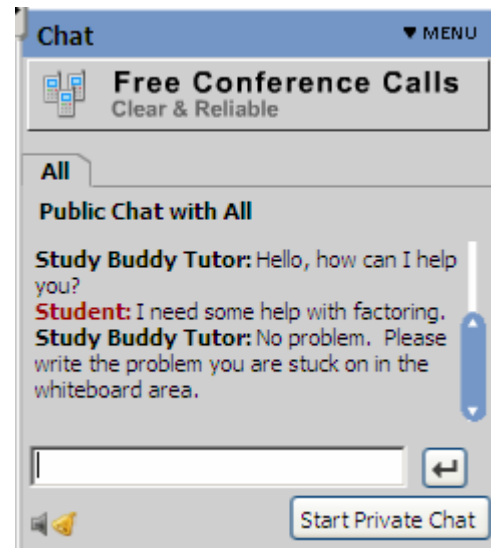 Chat ▼ MENU
Free Conference Calls
Clear & Reliable
All
Public Chat with All
Study Buddy Tutor: Hello, how can I help
you?
Student: I need some help with factoring.
Study Buddy Tutor: No problem. Please
write the problem you are stuck on in the
whiteboard area.
Start Private Chat